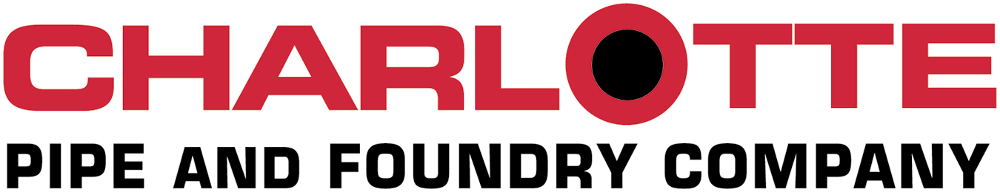 CHARLOTTE
PIPE AND FOUNDRY COMPANY